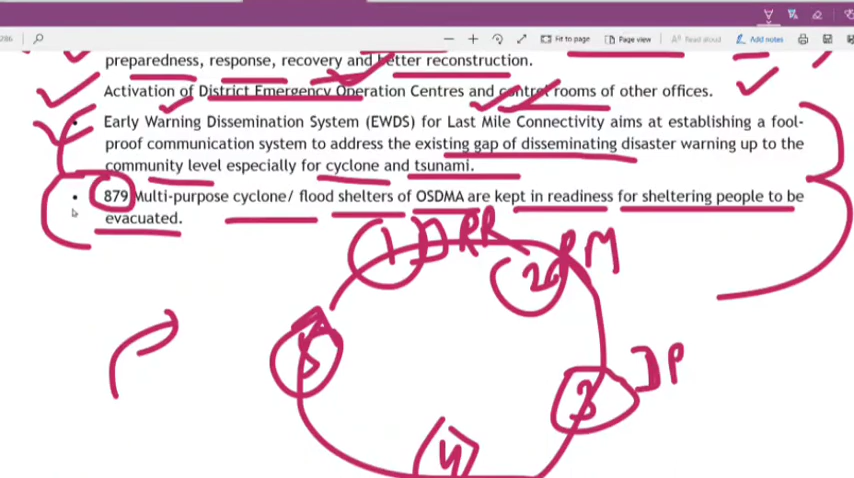 286
Fit to page
Page view
Read aloud
Add notes
preparedness, response, recovery and better reconstruction.
Activation of District Emergency Operation Centres and control rooms of other offices.
• Early Warning Dissemination System (EWDS) for Last Mile Connectivity aims at establishing a fool-
proof communication system to address the existing gap of disseminating disaster warning up to the
community level especially for cyclone and tsunami.
• 879 Multi-purpose cyclone/ flood shelters of OSDMA are kept in readiness for sheltering people to be
evacuated.
1 DRR
2 DM
3 DP
4
5